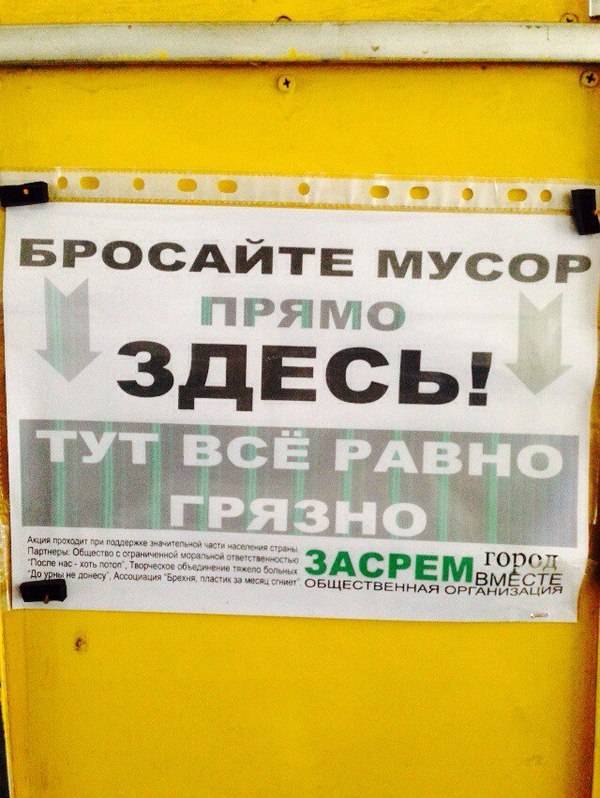 БРОСАЙТЕ МУСОР
ПРЯМО
ЗДЕСЬ!
ТУТ ВСЁ РАВНО
ГРЯЗНО
Акция проходит при поддержке значительной части населения страны.
Партнеры: Общество с ограниченной моральной ответственностью
"После нас - хоть потоп", Творческое объединение тяжело больных
"До урны не донесу", Ассоциация "Брехня, пластик за месяц сгниет"
ЗАСРЕМ город
ВМЕСТЕ
ОБЩЕСТВЕННАЯ ОРГАНИЗАЦИЯ